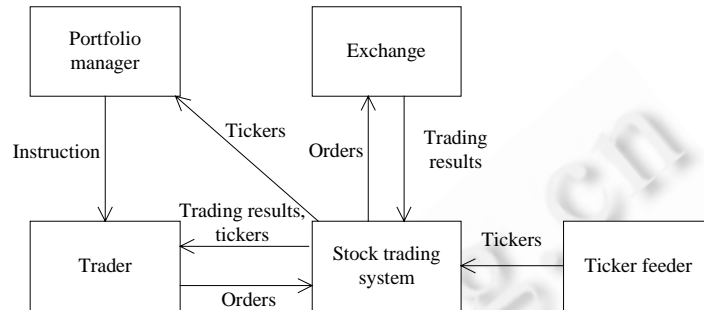 Portfolio
manager
Exchange
Tickers
Instruction
Orders
Trading
results
Trading results,
tickers
Trader
Stock trading
system
Tickers
Ticker feeder
Orders